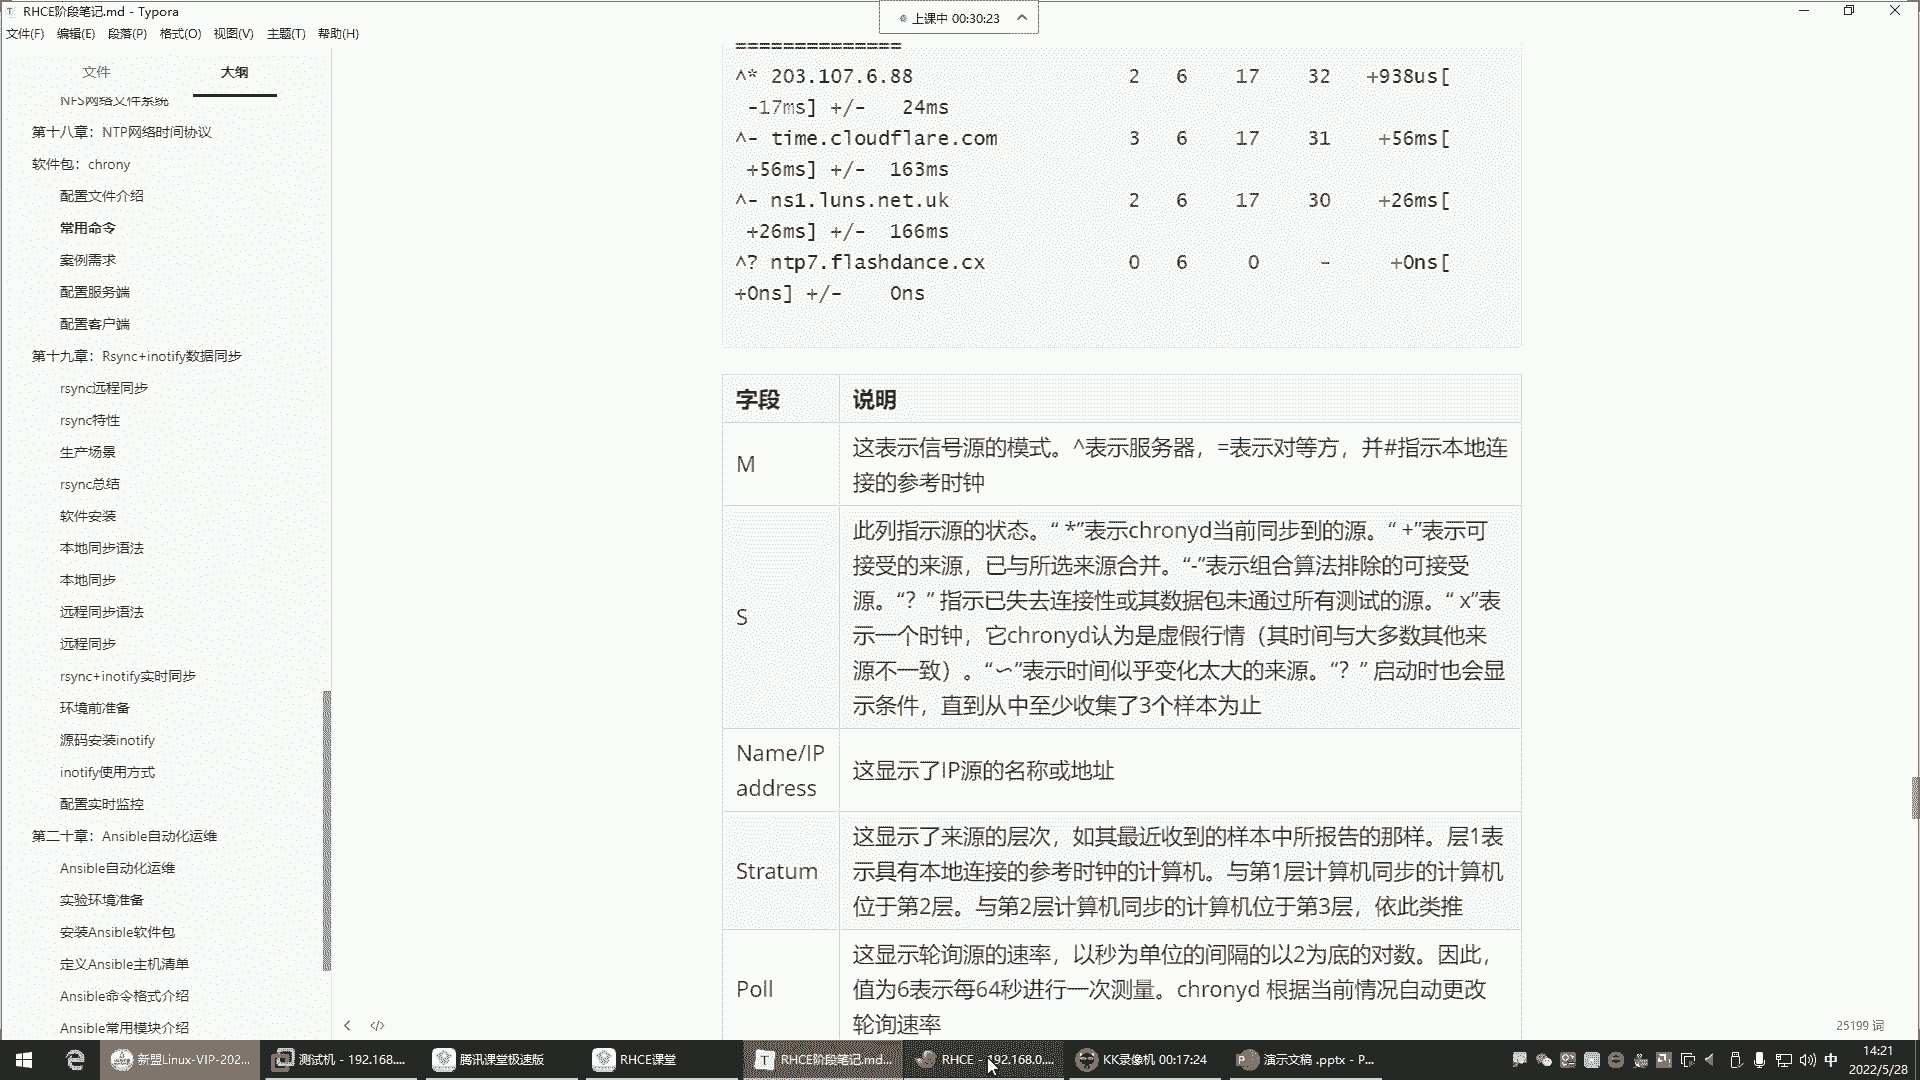 RHCE阶段笔记.md - Typora
上课中 00:30:23
文件(F) 编辑(E) 段落(P) 格式(O) 视图(V) 主题(T) 帮助(H)
文件 大纲
NFS网络文件系统
第十八章：NTP网络时间协议
软件包：chrony
配置文件介绍
常用命令
案例需求
配置服务端
配置客户端
第十九章：Rsync+inotify数据同步
rsync远程同步
rsync特性
生产场景
rsync总结
软件安装
本地同步语法
本地同步
远程同步语法
远程同步
rsync+inotify实时同步
环境前准备
源码安装inotify
inotify使用方式
配置实时监控
第二十章：Ansible自动化运维
Ansible自动化运维
实验环境准备
安装Ansible软件包
定义Ansible主机清单
Ansible命令格式介绍
Ansible常用模块介绍
=============
^* 203.107.6.88 2 6 17 32 +938us[
-17ms] +/- 24ms
^- time.cloudflare.com 3 6 17 31 +56ms[
+56ms] +/- 163ms
^- ns1.luns.net.uk 2 6 17 30 +26ms[
+26ms] +/- 166ms
^? ntp7.flashdance.cx 0 6 0 - +0ns[
+0ns] +/- 0ns
字段 说明
M
这表示信号源的模式。^表示服务器，=表示对等方，并#指示本地连
接的参考时钟
S
此列指示源的状态。“ *”表示chronyd当前同步到的源。“ +”表示可
接受的来源，已与所选来源合并。“-”表示组合算法排除的可接受
源。“？”指示已失去连接性或其数据包未通过所有测试的源。“ x”表
示一个时钟，它chronyd认为是虚假行情（其时间与大多数其他来
源不一致）。“〜”表示时间似乎变化太大的来源。“？”启动时也会显
示条件，直到从中至少收集了3个样本为止
Name/IP
address
这显示了IP源的名称或地址
Stratum
这显示了来源的层次，如其最近收到的样本中所报告的那样。层1表
示具有本地连接的参考时钟的计算机。与第1层计算机同步的计算机
位于第2层。与第2层计算机同步的计算机位于第3层，依此类推
Poll
这显示轮询源的速率，以秒为单位的间隔的以2为底的对数。因此，
值为6表示每64秒进行一次测量。chronyd 根据当前情况自动更改
轮询速率
25199 词
新盟Linux-VIP-202... 测试机 - 192.168.... 腾讯课堂极速版 RHCE课堂 RHCE阶段笔记.md... RHCE - 192.168.0.... KK录像机 00:17:24 演示文稿 .pptx - P...
中
14:21
2022/5/28